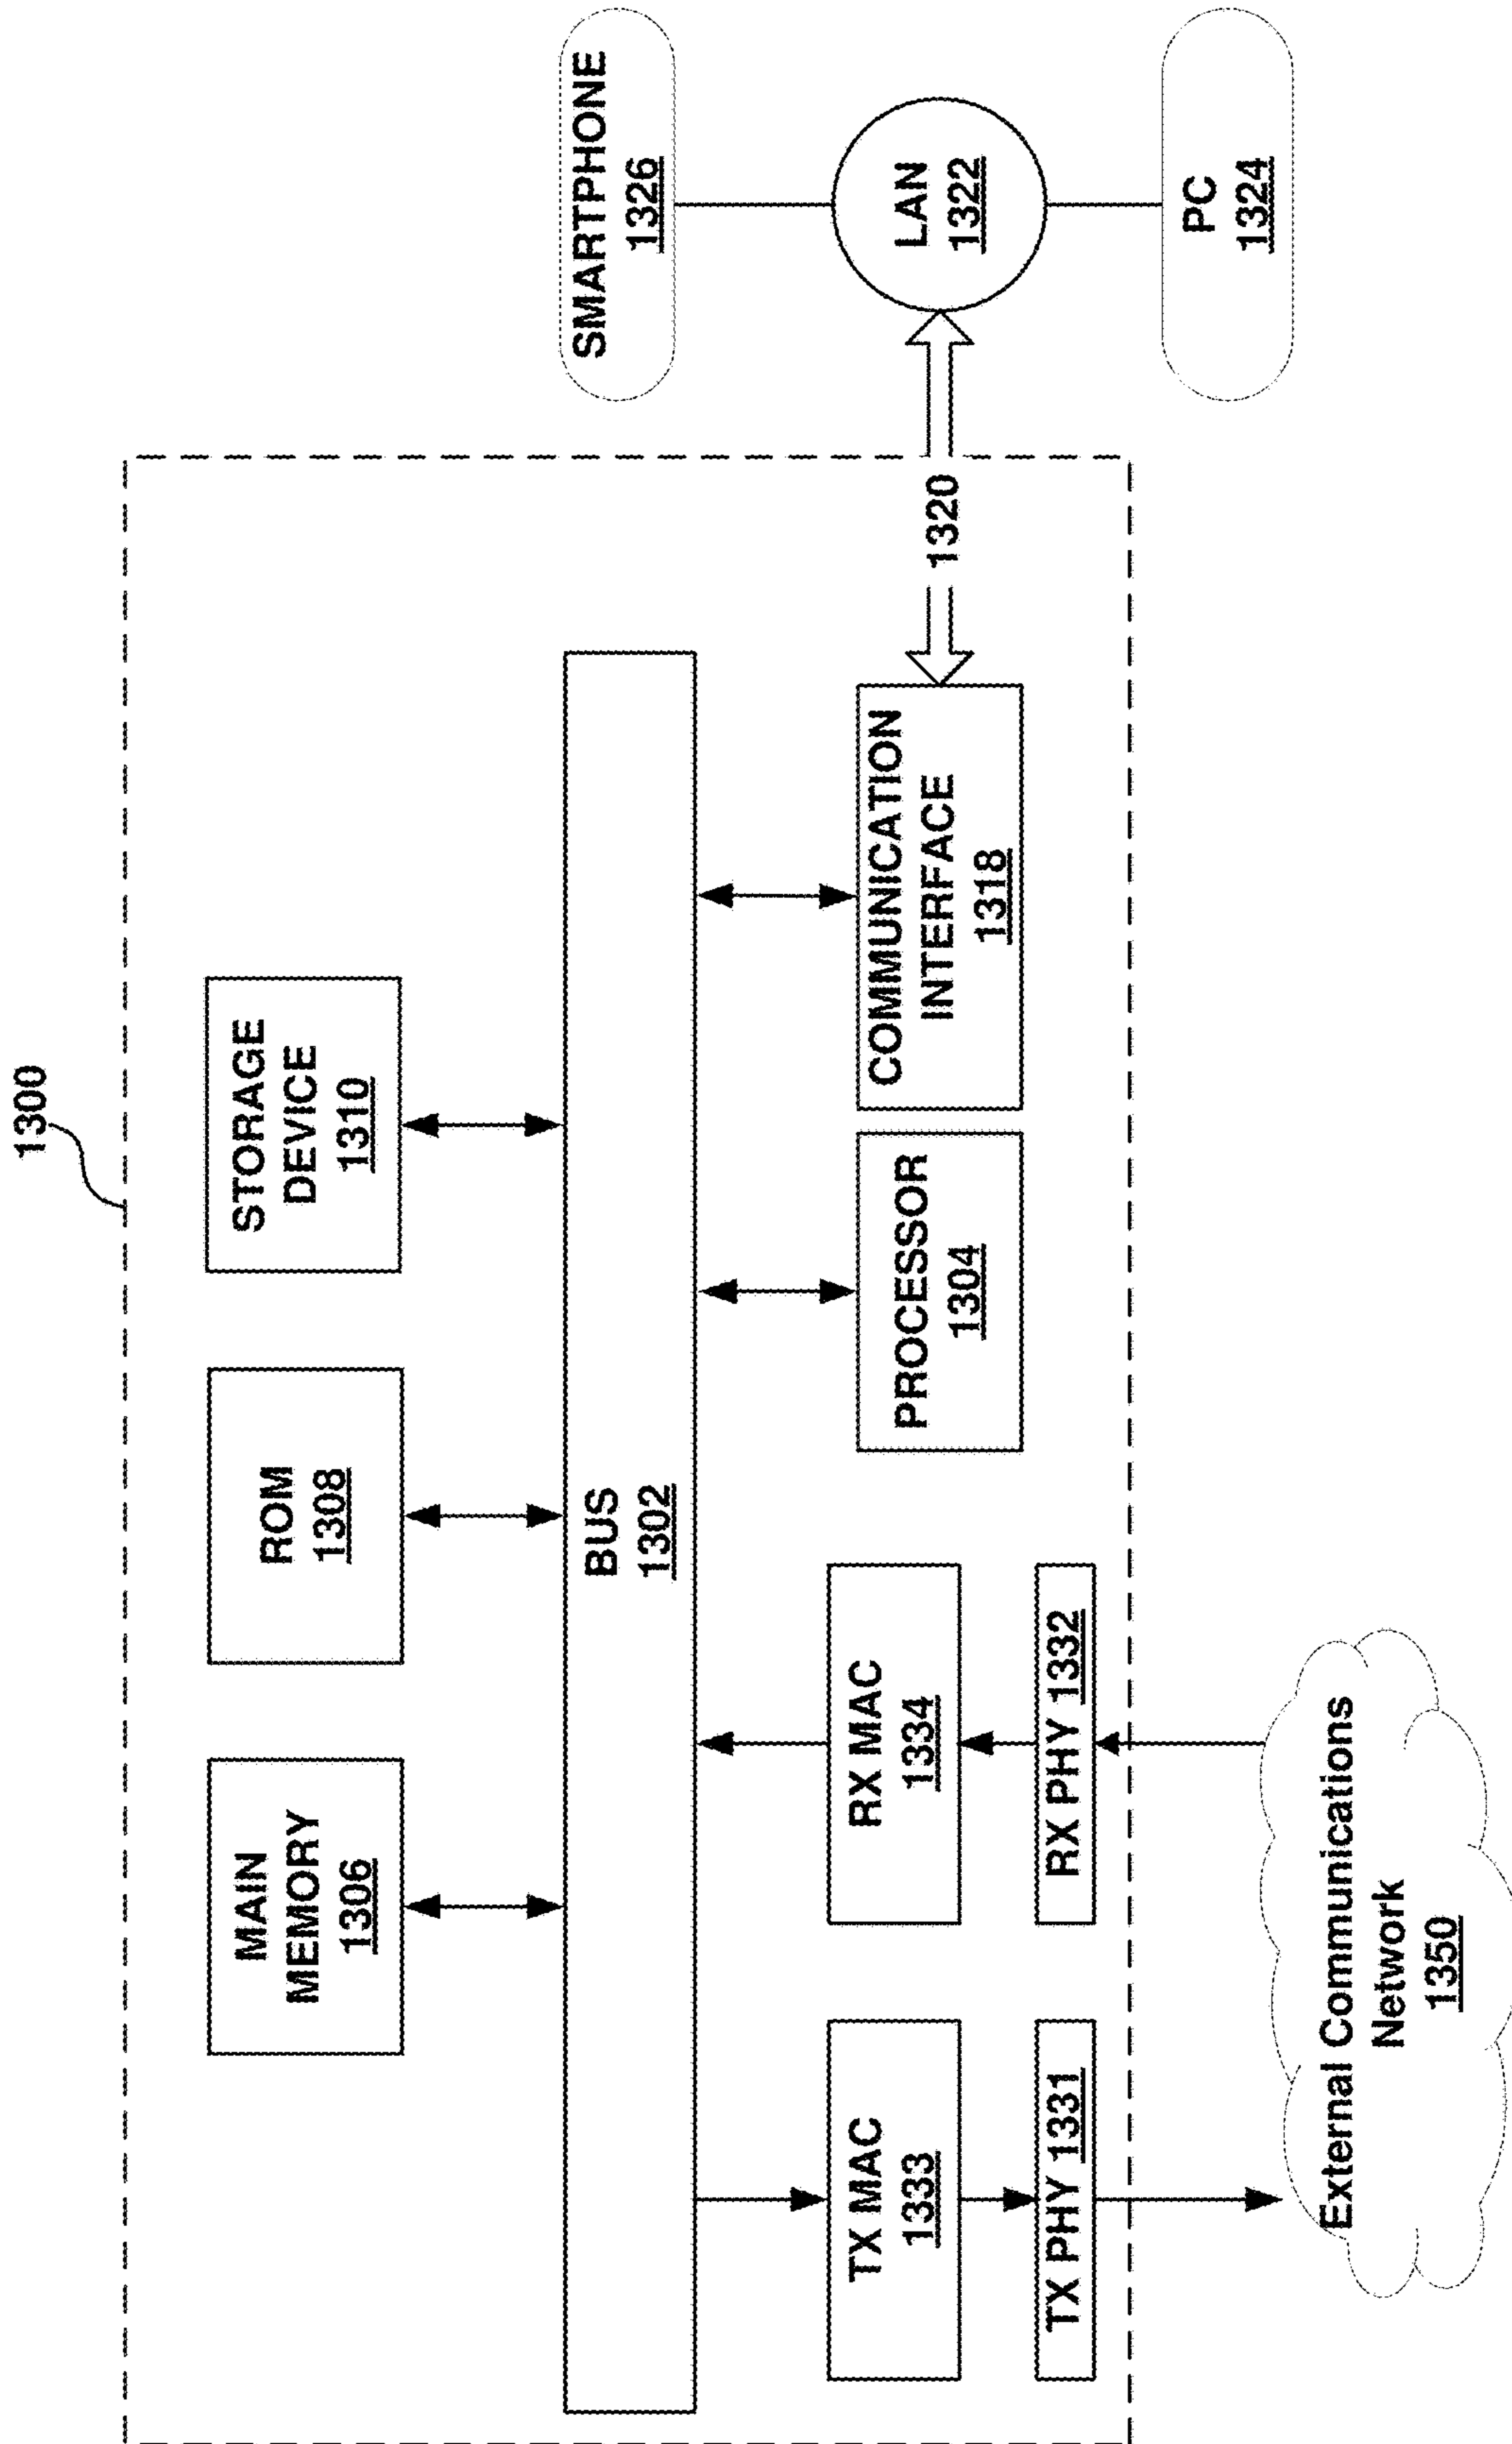 1300
MAIN
MEMORY
1306
ROM
1308
STORAGE
DEVICE
1310
BUS
1302
SMARTPHONE
1326
TX MAC
1333
RX MAC
1334
PROCESSOR
1304
COMMUNICATION
INTERFACE
1318
1320
LAN
1322
TX PHY 1331
RX PHY 1332
PC
1324
External Communications
Network
1350